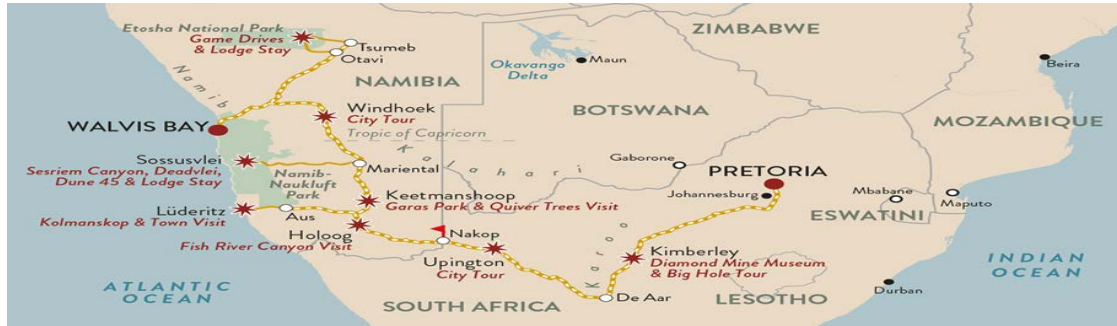 ZIMBABWE
Etosha National Park
Game Drives
& Lodge Stay
Tsumeb
Otavi
Okavango
Delta
Maun
Beira
Namib
NAMIBIA
BOTSWANA
MOZAMBIQUE
Windhoek
City Tour
WALVIS BAY
Tropic of Capricorn
Sossusvlei
Sesriem Canyon, Deadvlei,
Dune 45 & Lodge Stay
Namib-
Naukluft
Park
Mariental
Kalahari
Gaborone
PRETORIA
Johannesburg
Mbabane
Maputo
ESWATINI
Keetmanshoop
Garas Park & Quiver Trees Visit
Lüderitz
Kolmanskop & Town Visit
Aus
Holoog
Fish River Canyon Visit
Nakop
Upington
City Tour
Karoo
Kimberley
Diamond Mine Museum
& Big Hole Tour
De Aar
LESOTHO
Durban
SOUTH AFRICA
ATLANTIC
OCEAN
INDIAN
OCEAN